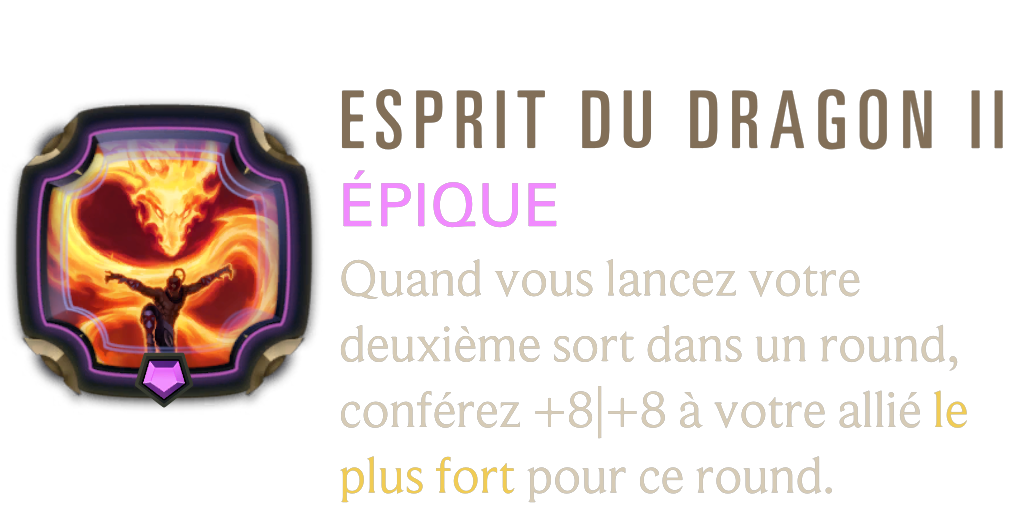 ESPRIT DU DRAGON II
ÉPIQUE
Quand vous lancez votre
deuxième sort dans un round,
conférez +8|+8 à votre allié le
plus fort pour ce round.